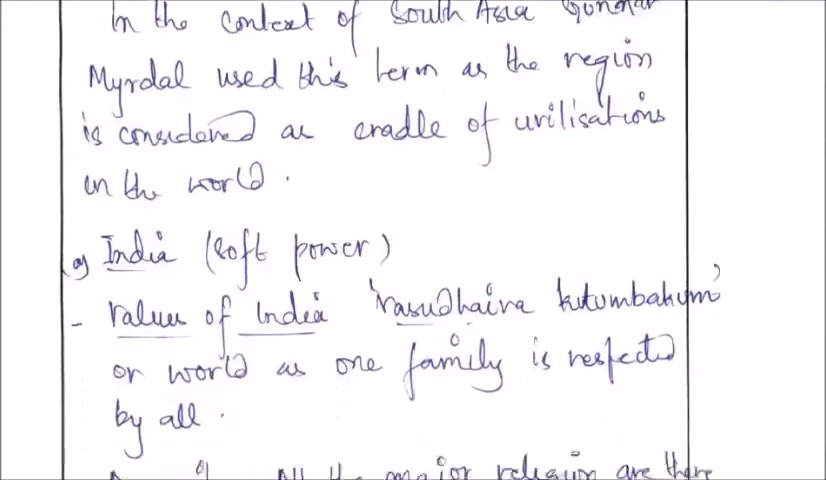 In the context of South Asia Gunnar
Myrdal used this term as the region
is considered as cradle of civilisations
in the world.
a) India (soft power)
- values of India 'vasudhaiva kutumbakum'
or world as one family is respected
by all.
All the major religion are there